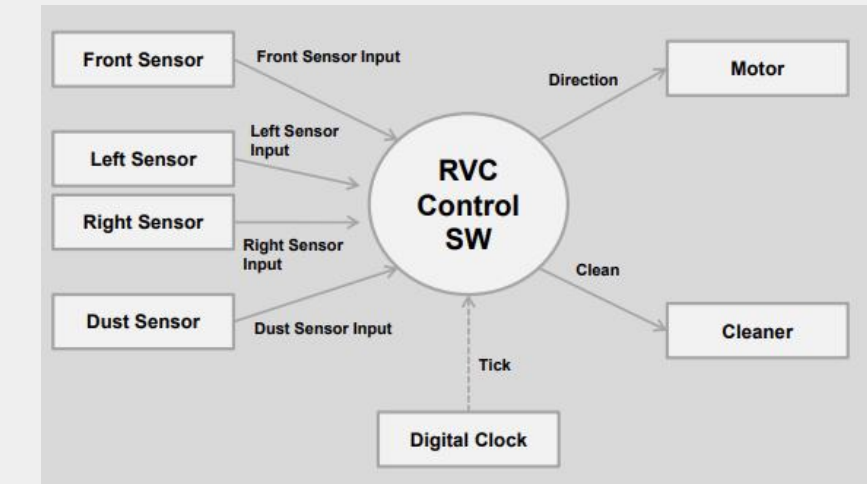 Front Sensor
Front Sensor Input
Motor
Direction
Left Sensor
Input
Left Sensor
RVC
Control
SW
Right Sensor
Right Sensor
Input
Clean
Dust Sensor
Dust Sensor Input
Cleaner
Tick
Digital Clock